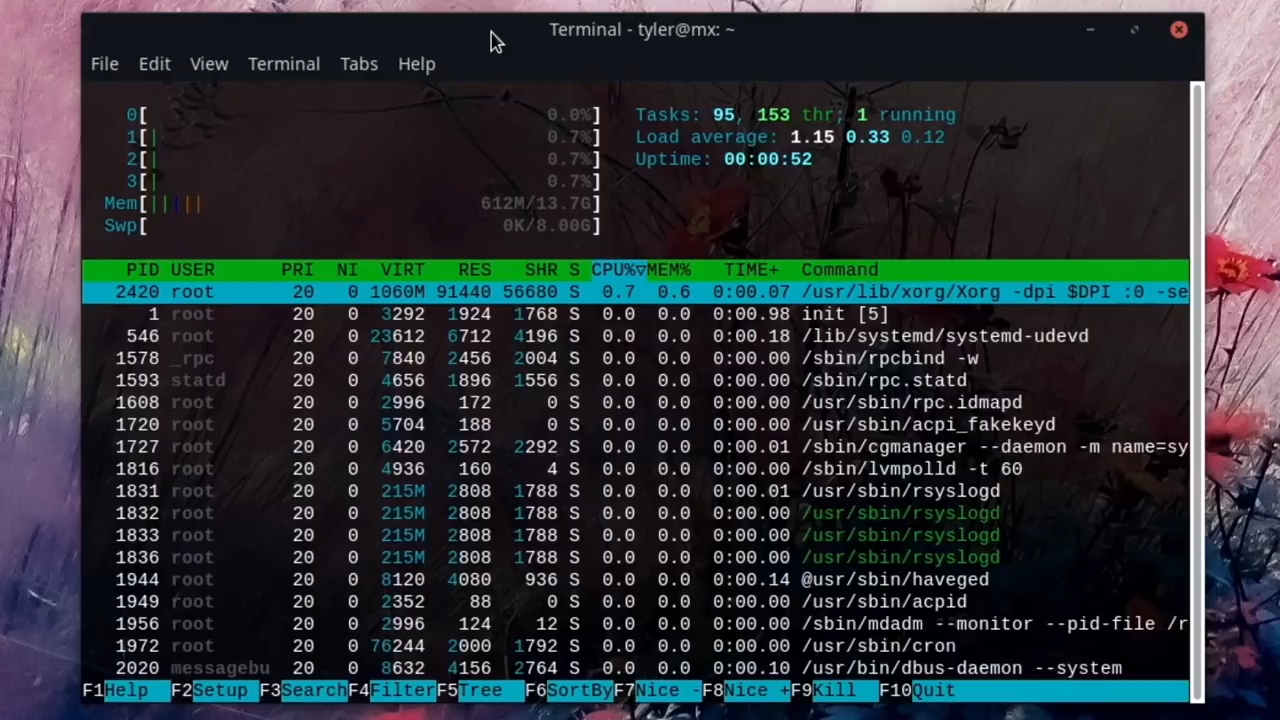 Terminal - tyler@mx: ~
File Edit View Terminal Tabs Help
0[ 0.0%] Tasks: 95, 153 thr; 1 running
1[| 0.7%] Load average: 1.15 0.33 0.12
2[| 0.7%] Uptime: 00:00:52
3[| 0.7%]
Mem[||||| 612M/13.7G]
Swp[ 0K/8.00G]
PID USER PRI NI VIRT RES SHR S CPU%▽MEM% TIME+ Command
2420 root 20 0 1060M 91440 56680 S 0.7 0.6 0:00.07 /usr/lib/xorg/Xorg -dpi $DPI :0 -se
1 root 20 0 3292 1924 1768 S 0.0 0.0 0:00.98 init [5]
546 root 20 0 23612 6712 4196 S 0.0 0.0 0:00.18 /lib/systemd/systemd-udevd
1578 _rpc 20 0 7840 2456 2004 S 0.0 0.0 0:00.00 /sbin/rpcbind -w
1593 statd 20 0 4656 1896 1556 S 0.0 0.0 0:00.00 /sbin/rpc.statd
1608 root 20 0 2996 172 0 S 0.0 0.0 0:00.00 /usr/sbin/rpc.idmapd
1720 root 20 0 5704 188 0 S 0.0 0.0 0:00.00 /usr/sbin/acpi_fakekeyd
1727 root 20 0 6420 2572 2292 S 0.0 0.0 0:00.01 /sbin/cgmanager --daemon -m name=sy
1816 root 20 0 4936 160 4 S 0.0 0.0 0:00.00 /sbin/lvmpolld -t 60
1831 root 20 0 215M 2808 1788 S 0.0 0.0 0:00.01 /usr/sbin/rsyslogd
1832 root 20 0 215M 2808 1788 S 0.0 0.0 0:00.00 /usr/sbin/rsyslogd
1833 root 20 0 215M 2808 1788 S 0.0 0.0 0:00.00 /usr/sbin/rsyslogd
1836 root 20 0 215M 2808 1788 S 0.0 0.0 0:00.00 /usr/sbin/rsyslogd
1944 root 20 0 8120 4080 936 S 0.0 0.0 0:00.14 @usr/sbin/haveged
1949 root 20 0 2352 88 0 S 0.0 0.0 0:00.00 /usr/sbin/acpid
1956 root 20 0 2996 124 12 S 0.0 0.0 0:00.00 /sbin/mdadm --monitor --pid-file /r
1972 root 20 0 76244 2000 1792 S 0.0 0.0 0:00.00 /usr/sbin/cron
2020 messagebu 20 0 8632 4156 2764 S 0.0 0.0 0:00.10 /usr/bin/dbus-daemon --system
F1Help F2Setup F3SearchF4FilterF5Tree F6SortByF7Nice -F8Nice +F9Kill F10Quit